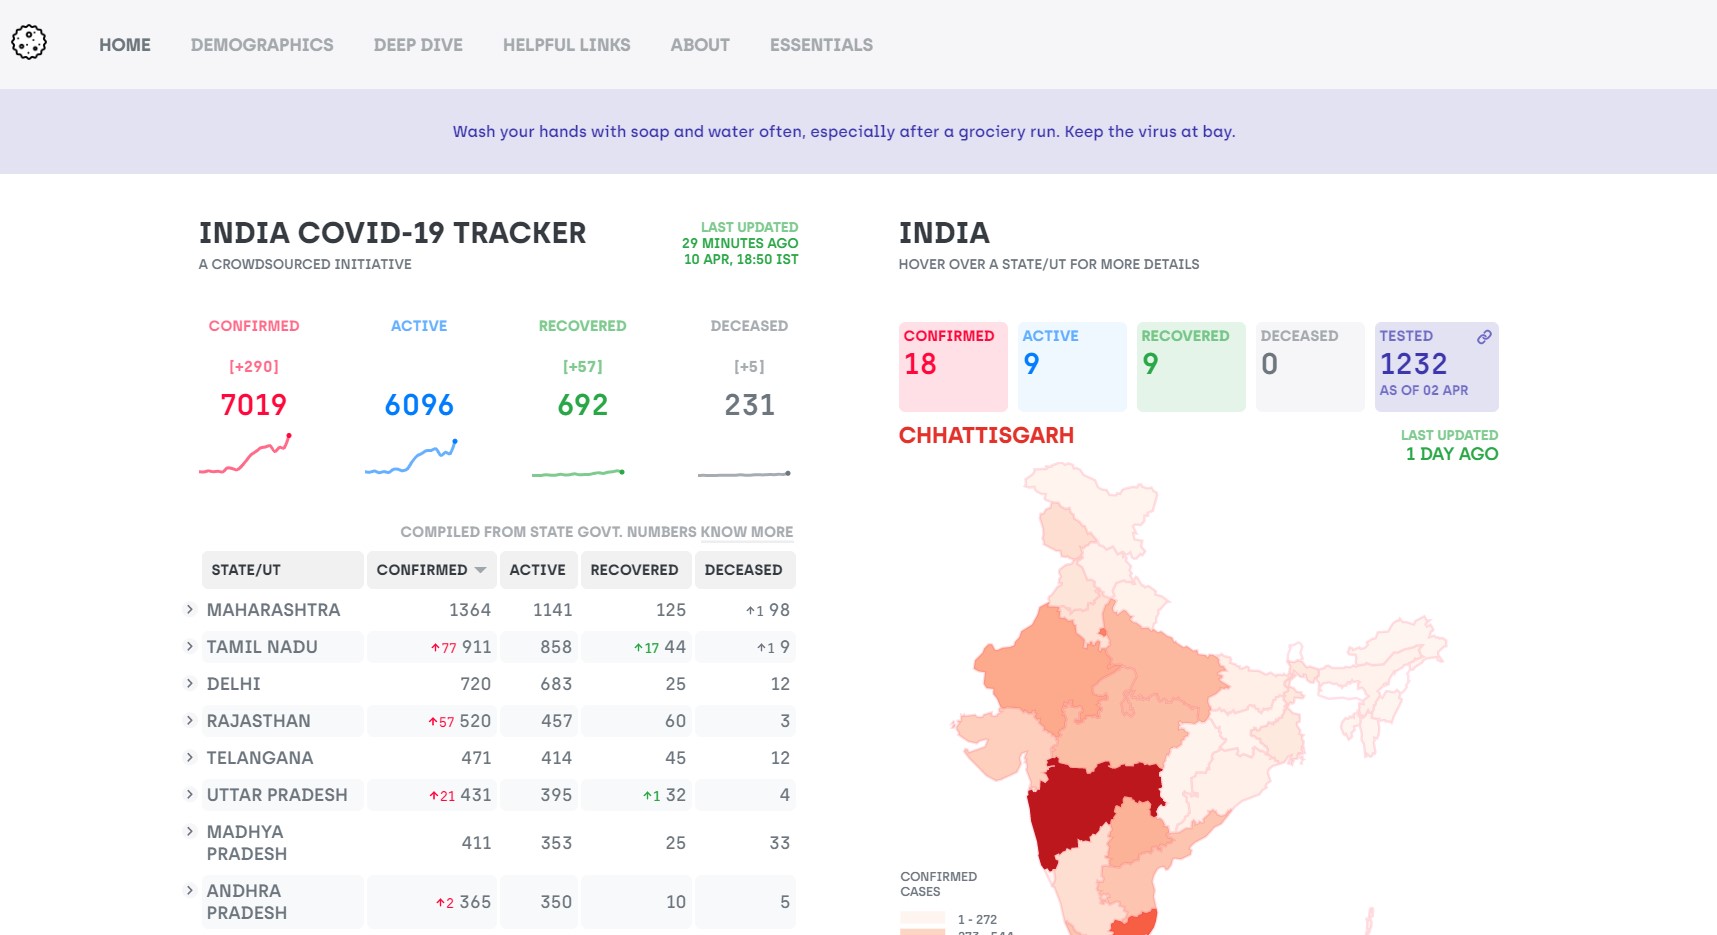 HOME DEMOGRAPHICS DEEP DIVE HELPFUL LINKS ABOUT ESSENTIALS
Wash your hands with soap and water often, especially after a grociery run. Keep the virus at bay.
INDIA COVID-19 TRACKER
A CROWDSOURCED INITIATIVE
LAST UPDATED
29 MINUTES AGO
10 APR, 18:50 IST
CONFIRMED ACTIVE RECOVERED DECEASED
[+290] [+57] [+5]
7019 6096 692 231
COMPILED FROM STATE GOVT. NUMBERS KNOW MORE
STATE/UT CONFIRMED ACTIVE RECOVERED DECEASED
MAHARASHTRA 1364 1141 125 ↑1 98
TAMIL NADU ↑77 911 858 ↑17 44 ↑1 9
DELHI 720 683 25 12
RAJASTHAN ↑57 520 457 60 3
TELANGANA 471 414 45 12
UTTAR PRADESH ↑21 431 395 ↑1 32 4
MADHYA
PRADESH 411 353 25 33
ANDHRA
PRADESH ↑2 365 350 10 5
INDIA
HOVER OVER A STATE/UT FOR MORE DETAILS
CONFIRMED ACTIVE RECOVERED DECEASED TESTED
18 9 9 0 1232
AS OF 02 APR
CHHATTISGARH
LAST UPDATED
1 DAY AGO
CONFIRMED
CASES
1 - 272